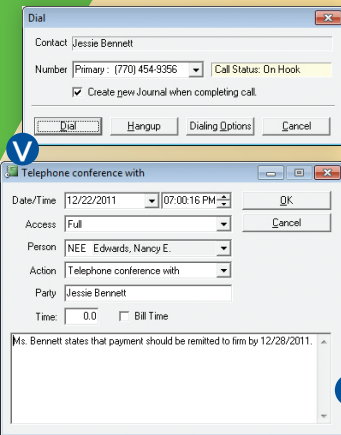 Dial
Contact Jessie Bennett
Number Primary : (770) 454-9356 Call Status: On Hook
Create new Journal when completing call.
Dial Hangup Dialing Options Cancel
V
Telephone conference with
Date/Time 12/22/2011 07:00:16 PM OK
Access Full Cancel
Person NEE Edwards, Nancy E.
Action Telephone conference with
Party Jessie Bennett
Time: 0.0 Bill Time
Ms. Bennett states that payment should be remitted to firm by 12/28/2011.